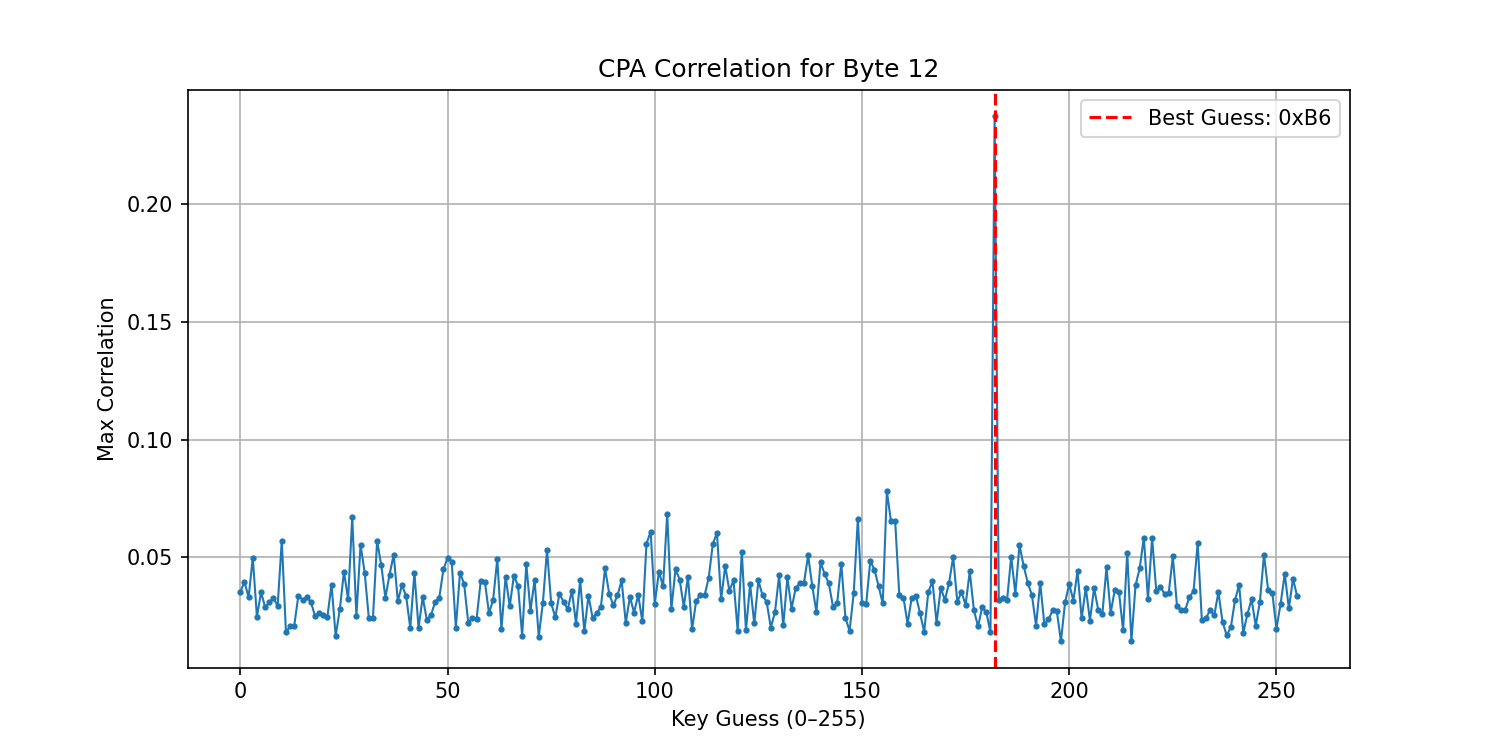 CPA Correlation for Byte 12
Best Guess: 0xB6
Max Correlation
0.20
0.15
0.10
0.05
0 50 100 150 200 250
Key Guess (0–255)